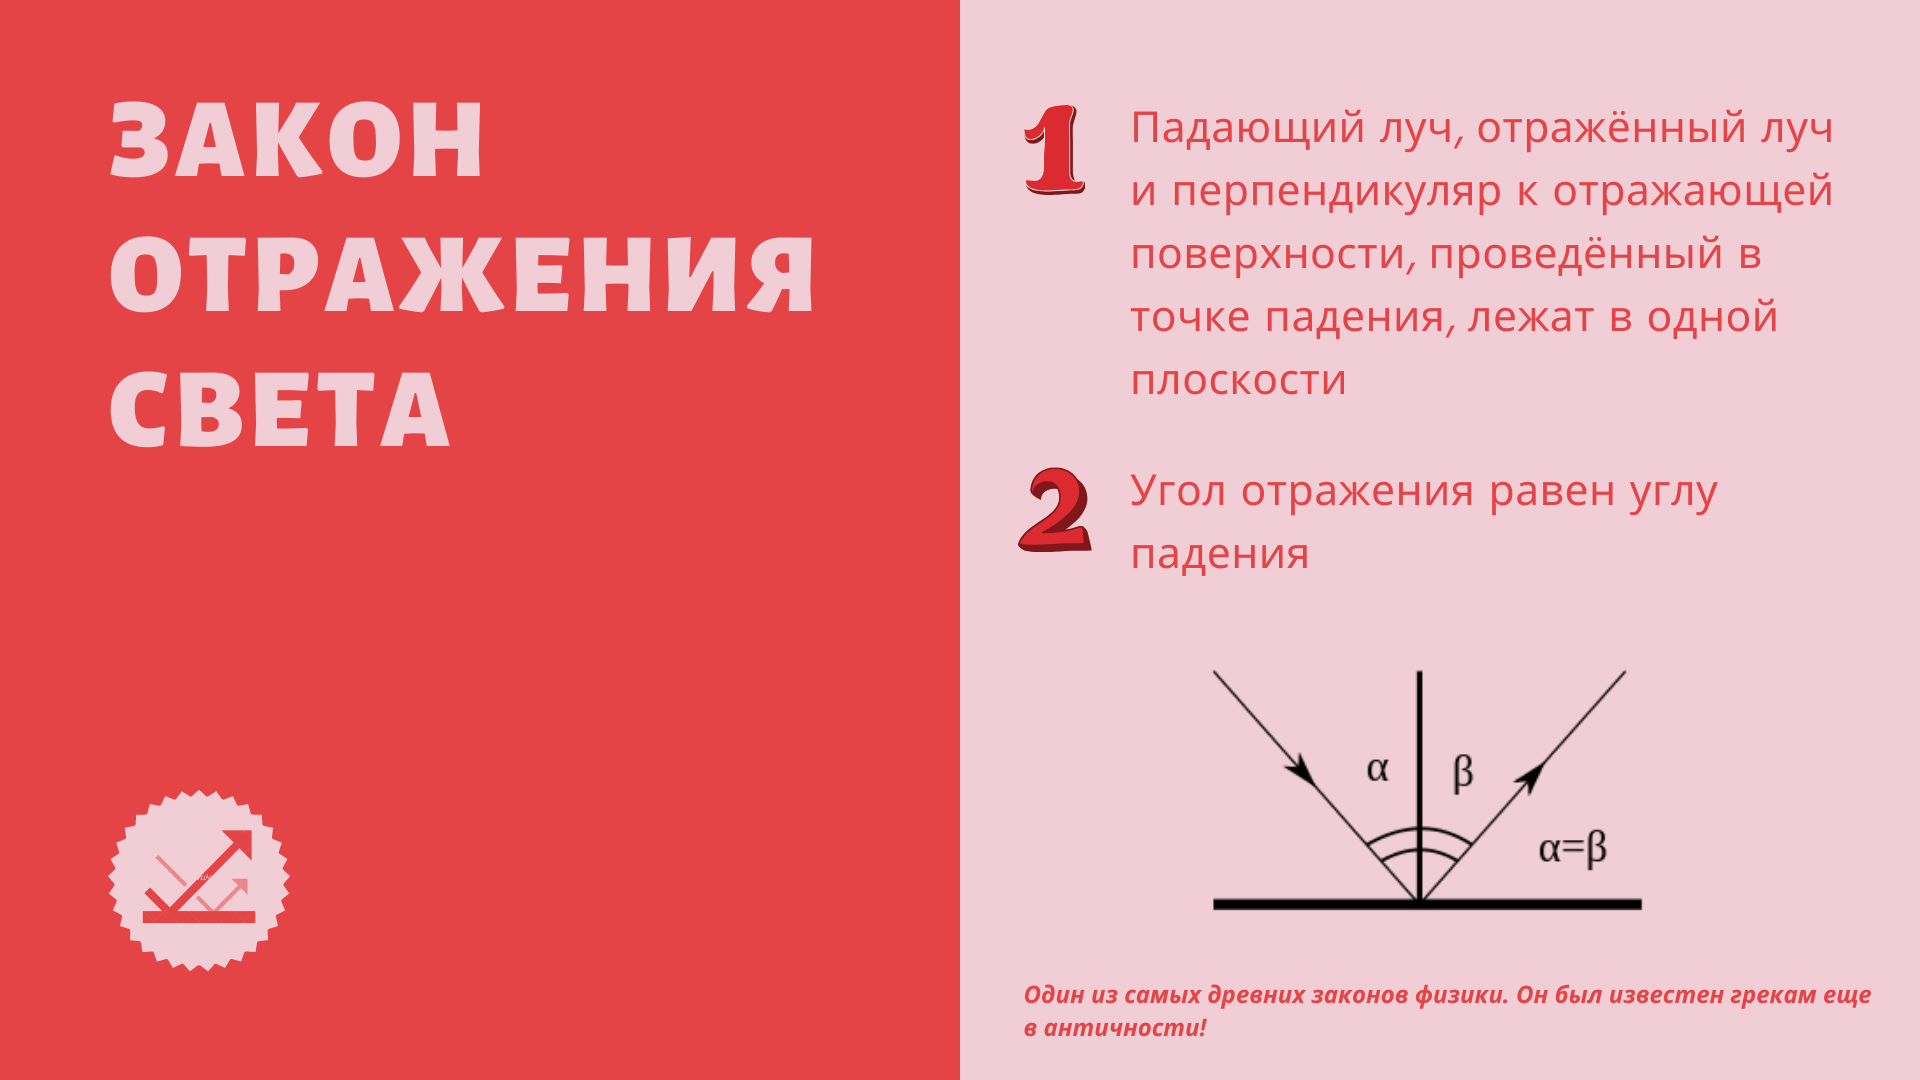 ЗАКОН
ОТРАЖЕНИЯ
СВЕТА
1
Падающий луч, отражённый луч
и перпендикуляр к отражающей
поверхности, проведённый в
точке падения, лежат в одной
плоскости
2
Угол отражения равен углу
падения
α β
α=β
Один из самых древних законов физики. Он был известен грекам еще
в античности!